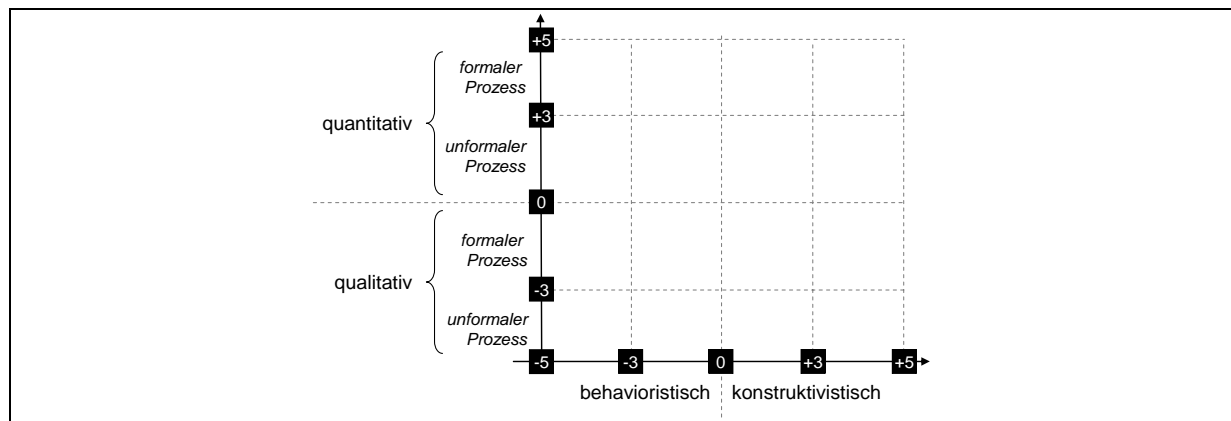 +5
formaler
Prozess
+3
quantitativ
unformaler
Prozess
0
formaler
Prozess
qualitativ
-3
unformaler
Prozess
-5 -3 0 +3 +5
behavioristisch konstruktivistisch